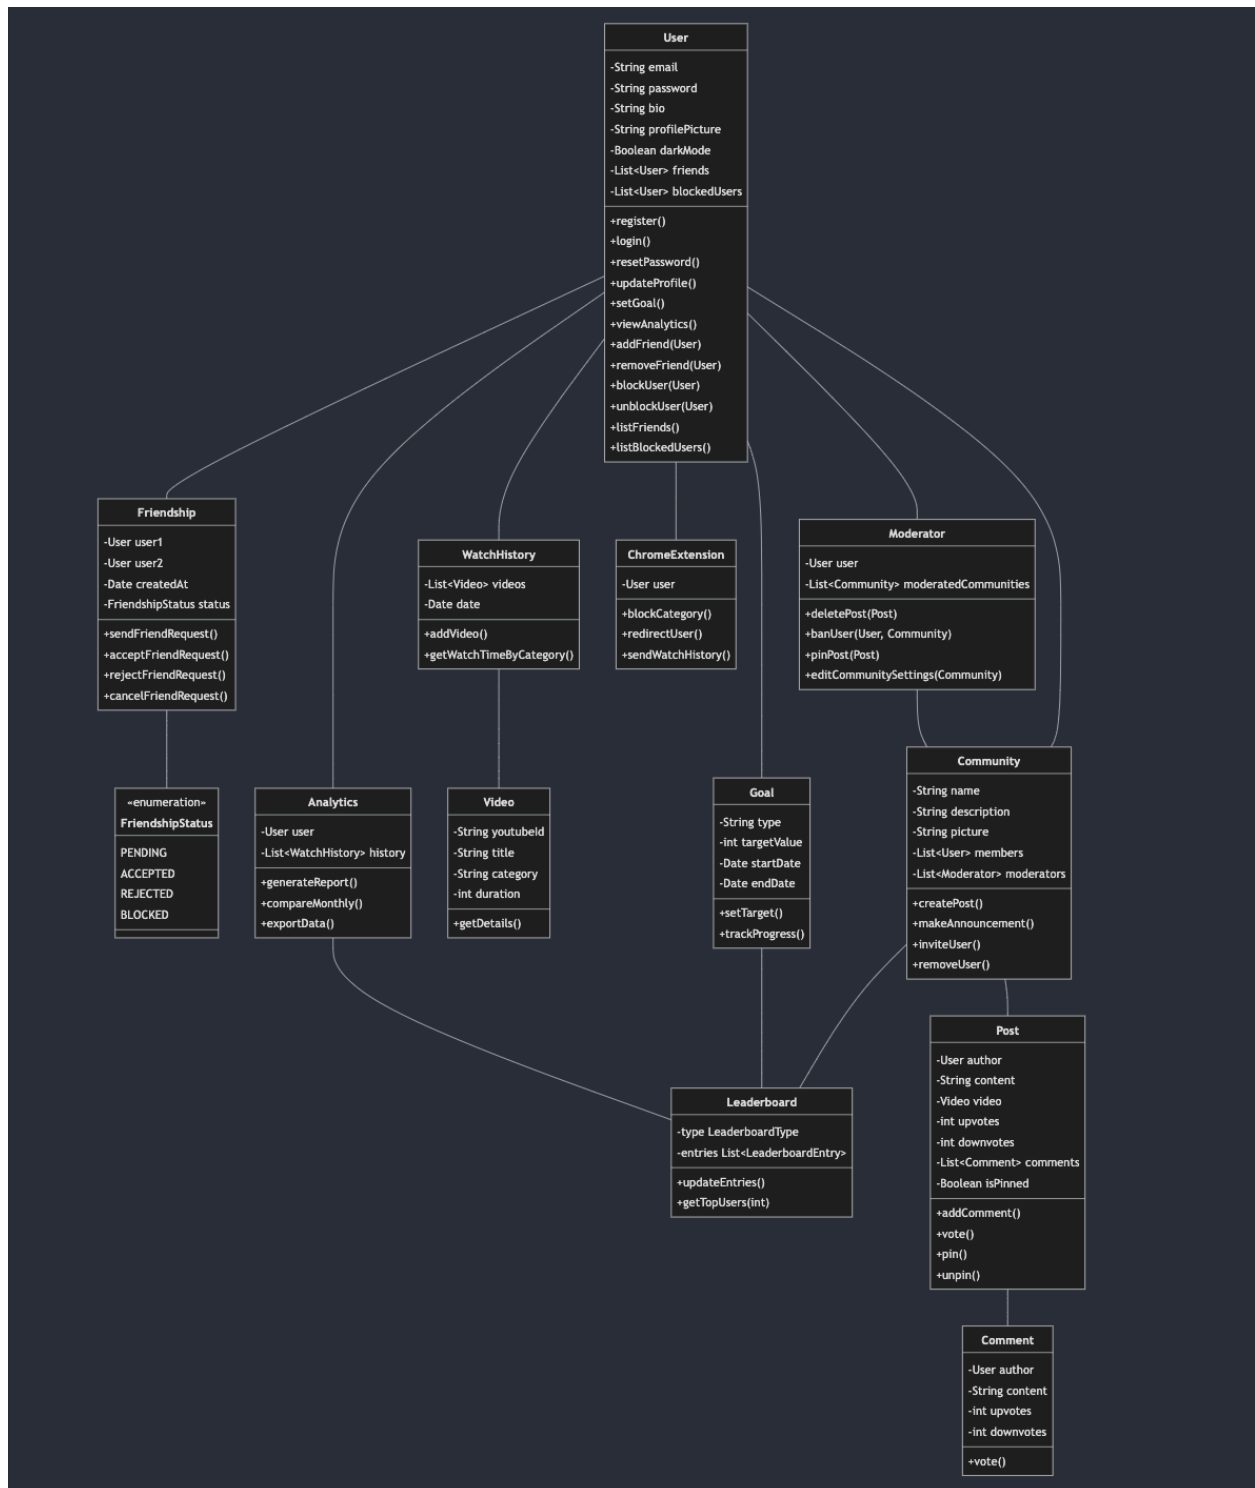 User
-String email
-String password
-String bio
-String profilePicture
-Boolean darkMode
-List<User> friends
-List<User> blockedUsers
+register()
+login()
+resetPassword()
+updateProfile()
+setGoal()
+viewAnalytics()
+addFriend(User)
+removeFriend(User)
+blockUser(User)
+unblockUser(User)
+listFriends()
+listBlockedUsers()
Friendship
-User user1
-User user2
-Date createdAt
-FriendshipStatus status
+sendFriendRequest()
+acceptFriendRequest()
+rejectFriendRequest()
+cancelFriendRequest()
WatchHistory
-List<Video> videos
-Date date
+addVideo()
+getWatchTimeByCategory()
ChromeExtension
-User user
+blockCategory()
+redirectUser()
+sendWatchHistory()
Moderator
-User user
-List<Community> moderatedCommunities
+deletePost(Post)
+banUser(User, Community)
+pinPost(Post)
+editCommunitySettings(Community)
«enumeration»
FriendshipStatus
PENDING
ACCEPTED
REJECTED
BLOCKED
Analytics
-User user
-List<WatchHistory> history
+generateReport()
+compareMonthly()
+exportData()
Video
-String youtubeId
-String title
-String category
-int duration
+getDetails()
Goal
-String type
-int targetValue
-Date startDate
-Date endDate
+setTarget()
+trackProgress()
Community
-String name
-String description
-String picture
-List<User> members
-List<Moderator> moderators
+createPost()
+makeAnnouncement()
+inviteUser()
+removeUser()
Leaderboard
-type LeaderboardType
-entries List<LeaderboardEntry>
+updateEntries()
+getTopUsers(int)
Post
-User author
-String content
-Video video
-int upvotes
-int downvotes
-List<Comment> comments
-Boolean isPinned
+addComment()
+vote()
+pin()
+unpin()
Comment
-User author
-String content
-int upvotes
-int downvotes
+vote()